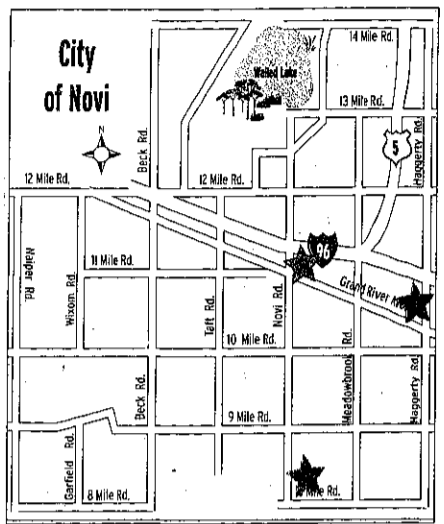 City
of Novi
14 Mile Rd.
Walled Lake
13 Mile Rd.
N
Beck Rd.
5
Haggerty Rd.
12 Mile Rd.
12 Mile Rd.
96
Napier Rd.
Wixom Rd.
11 Mile Rd.
Grand River
Taft Rd.
Novi Rd.
10 Mile Rd.
Meadowbrook Rd.
Beck Rd.
Haggerty Rd.
9 Mile Rd.
Garfield Rd.
8 Mile Rd.
Mile Rd.